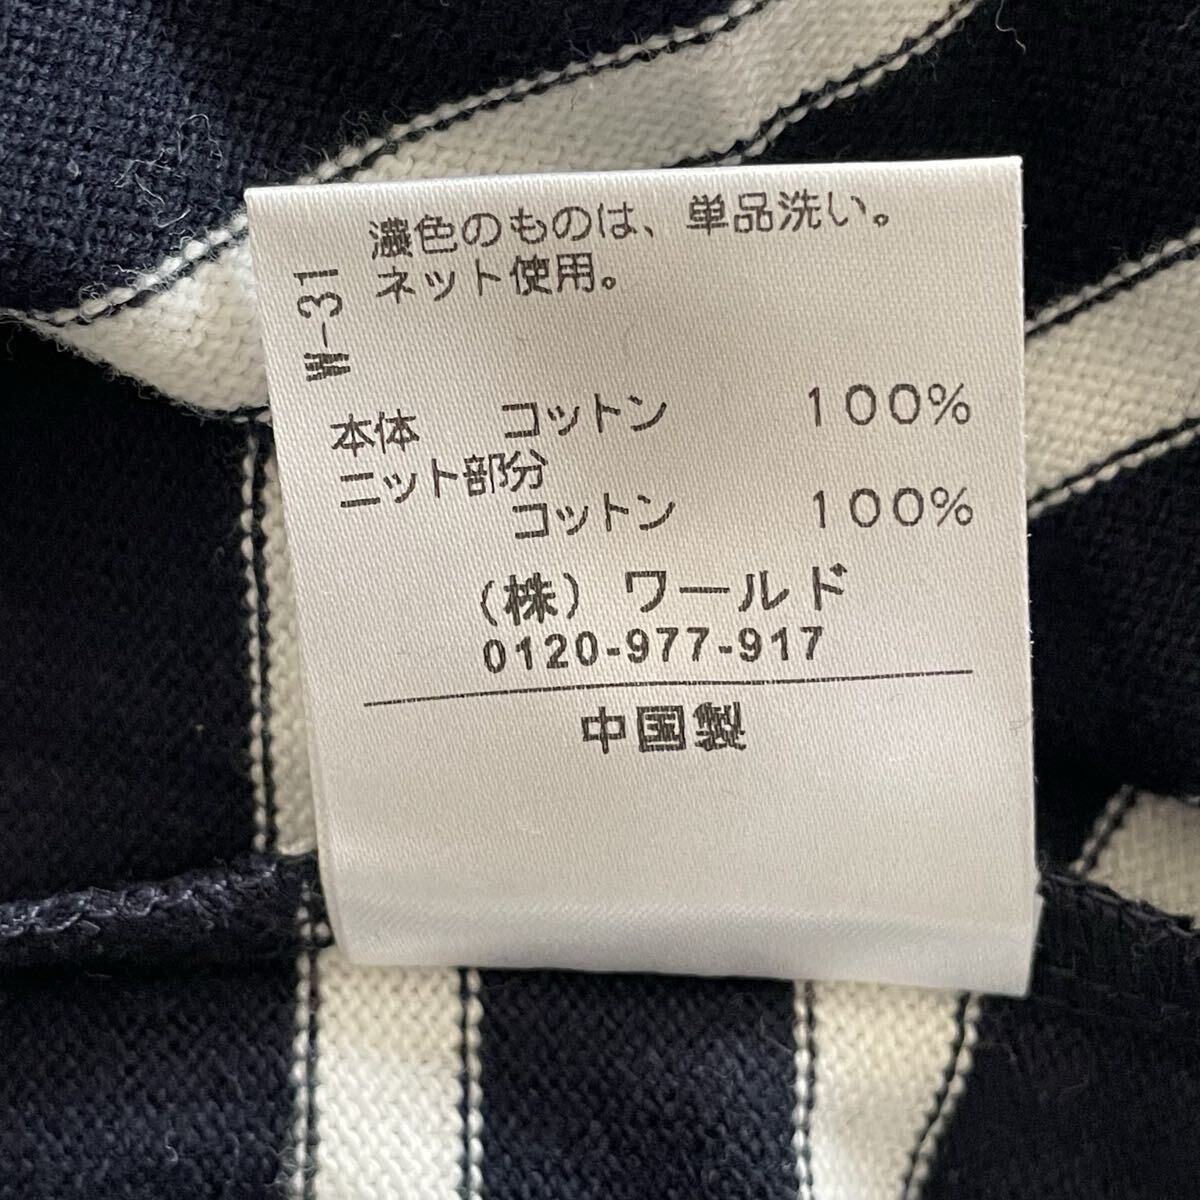 濃色のものは、単品洗い。
ネット使用。
W-31
本体 コットン 100%
ニット部分
コットン 100%
(株)ワールド
0120-977-917
中国製